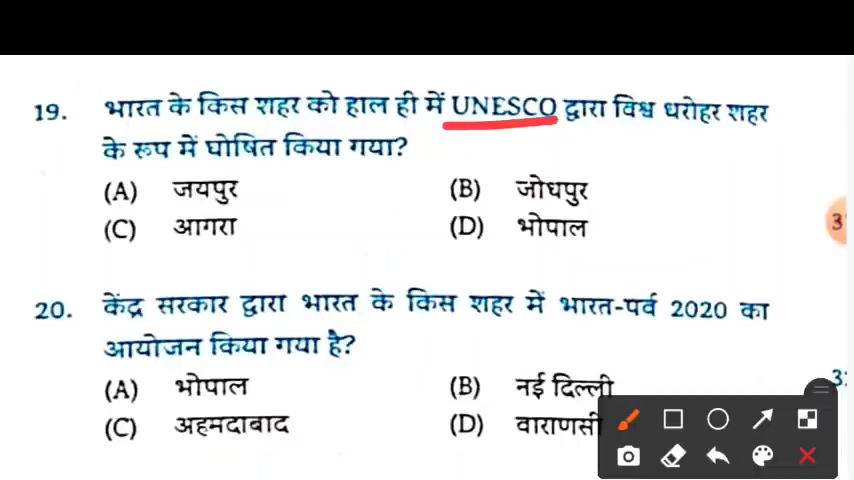 19. भारत के किस शहर को हाल ही में UNESCO द्वारा विश्व धरोहर शहर
के रूप में घोषित किया गया?
(A) जयपुर (B) जोधपुर
(C) आगरा (D) भोपाल
20. केंद्र सरकार द्वारा भारत के किस शहर में भारत-पर्व 2020 का
आयोजन किया गया है?
(A) भोपाल (B) नई दिल्ली
(C) अहमदाबाद (D) वाराणसी